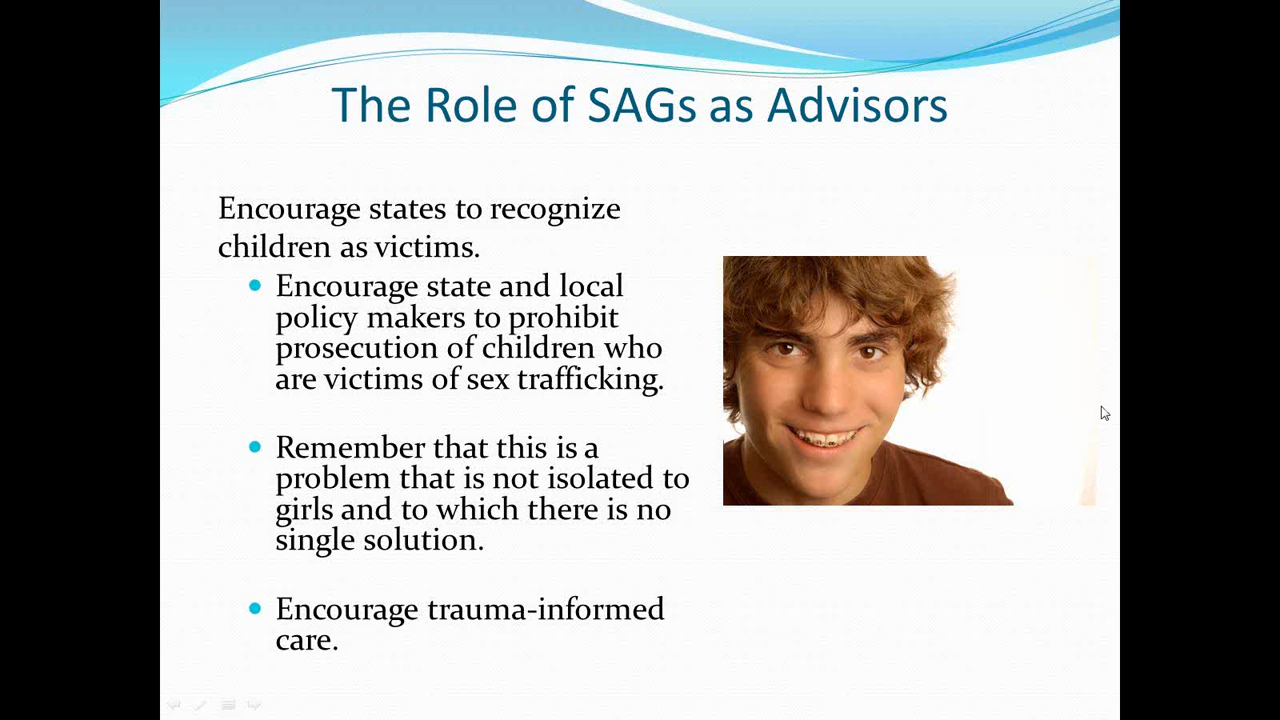 The Role of SAGs as Advisors
Encourage states to recognize
children as victims.
Encourage state and local
policy makers to prohibit
prosecution of children who
are victims of sex trafficking.
Remember that this is a
problem that is not isolated to
girls and to which there is no
single solution.
Encourage trauma-informed
care.